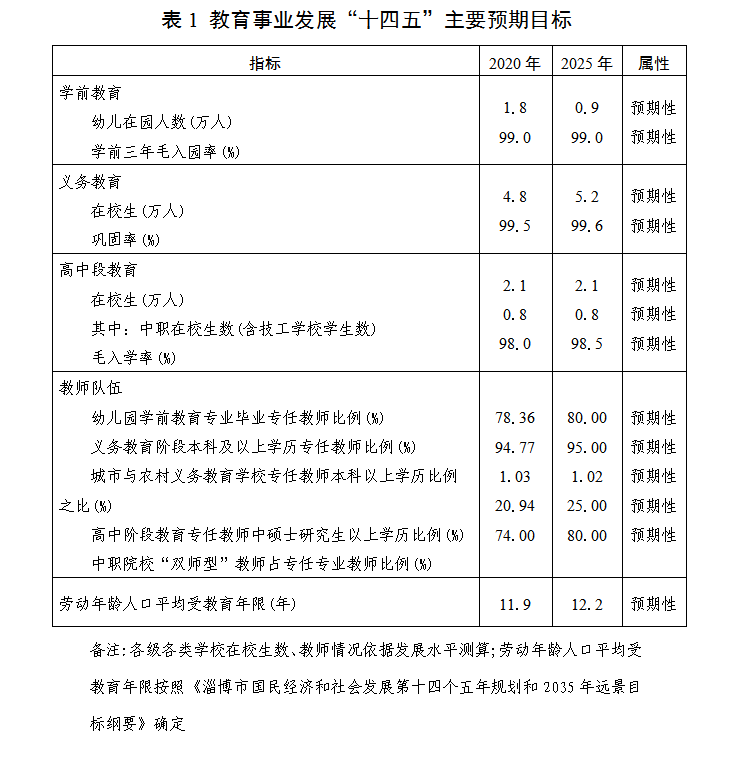 表 1 教育事业发展“十四五”主要预期目标
指标 2020 年 2025 年 属性
学前教育
幼儿在园人数(万人) 1.8 0.9 预期性
学前三年毛入园率(%) 99.0 99.0 预期性
义务教育
在校生(万人) 4.8 5.2 预期性
巩固率(%) 99.5 99.6 预期性
高中段教育
在校生(万人) 2.1 2.1 预期性
其中：中职在校生数(含技工学校学生数) 0.8 0.8 预期性
毛入学率(%) 98.0 98.5 预期性
教师队伍
幼儿园学前教育专业毕业专任教师比例(%) 78.36 80.00 预期性
义务教育阶段本科及以上学历专任教师比例(%) 94.77 95.00 预期性
城市与农村义务教育学校专任教师本科以上学历比例 1.03 1.02 预期性
之比(%) 20.94 25.00 预期性
高中阶段教育专任教师中硕士研究生以上学历比例(%) 74.00 80.00 预期性
中职院校“双师型”教师占专任专业教师比例(%)
劳动年龄人口平均受教育年限(年) 11.9 12.2 预期性
备注:各级各类学校在校生数、教师情况依据发展水平测算;劳动年龄人口平均受
教育年限按照《淄博市国民经济和社会发展第十四个五年规划和 2035 年远景目
标纲要》确定